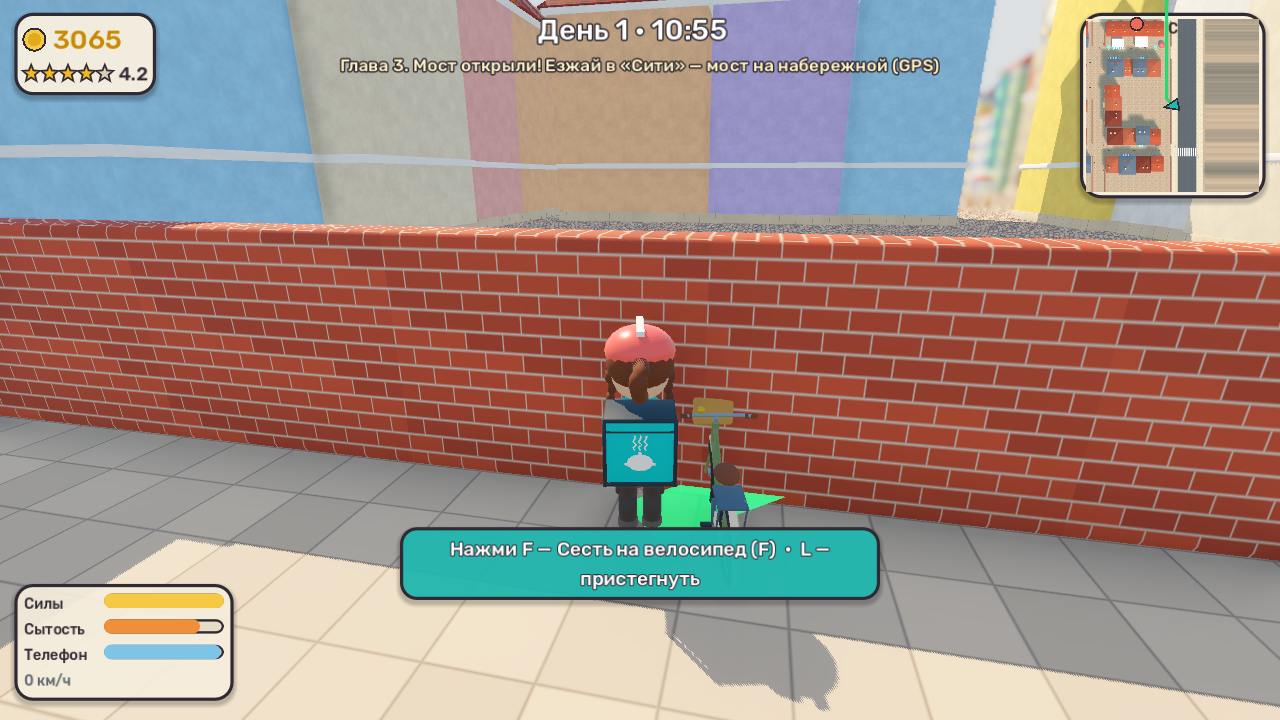 3065
4.2
День 1 • 10:55
Глава 3. Мост открыли! Езжай в «Сити» — мост на набережной (GPS)
С
Нажми F — Сесть на велосипед (F) • L —
пристегнуть
Силы
Сытость
Телефон
0 км/ч